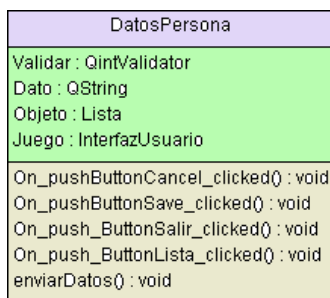 DatosPersona
Validar : QintValidator
Dato : QString
Objeto : Lista
Juego : InterfazUsuario
On_pushButtonCancel_clicked() : void
On_pushButtonSave_clicked() : void
On_push_ButtonSalir_clicked() : void
On_push_ButtonLista_clicked() : void
enviarDatos() : void